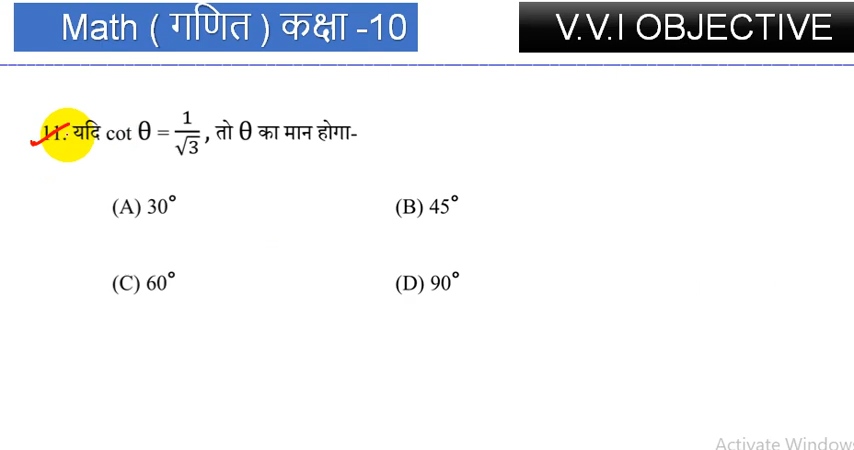 Math ( गणित ) कक्षा -10
V.V.I OBJECTIVE
11. यदि cot θ = 1/√3 , तो θ का मान होगा-
(A) 30° (B) 45°
(C) 60° (D) 90°
Activate Windows